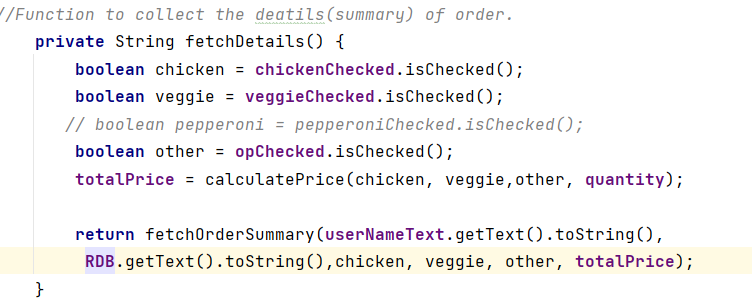 //Function to collect the deatils(summary) of order.
private String fetchDetails() {
boolean chicken = chickenChecked.isChecked();
boolean veggie = veggieChecked.isChecked();
// boolean pepperoni = pepperoniChecked.isChecked();
boolean other = opChecked.isChecked();
totalPrice = calculatePrice(chicken, veggie,other, quantity);
return fetchOrderSummary(userNameText.getText().toString(),
RDB.getText().toString(),chicken, veggie, other, totalPrice);
}